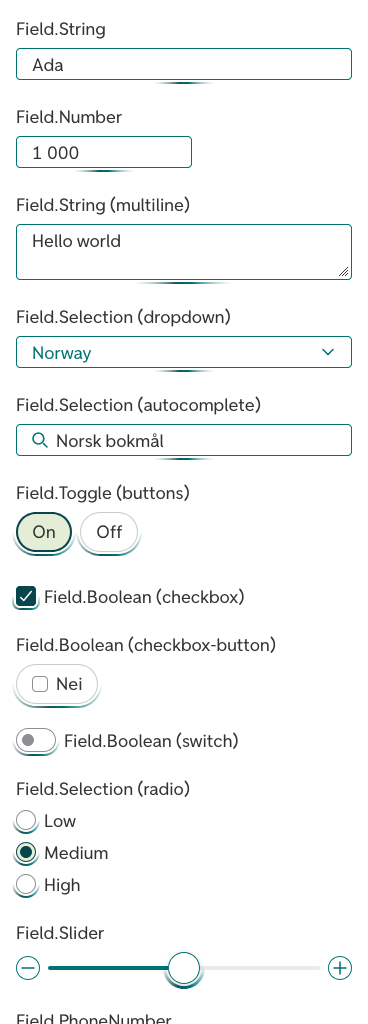 Field.String
Ada
Field.Number
1 000
Field.String (multiline)
Hello world
Field.Selection (dropdown)
Norway
Field.Selection (autocomplete)
Norsk bokmål
Field.Toggle (buttons)
On Off
Field.Boolean (checkbox)
Field.Boolean (checkbox-button)
Nei
Field.Boolean (switch)
Field.Selection (radio)
Low
Medium
High
Field.Slider
Field.PhoneNumber